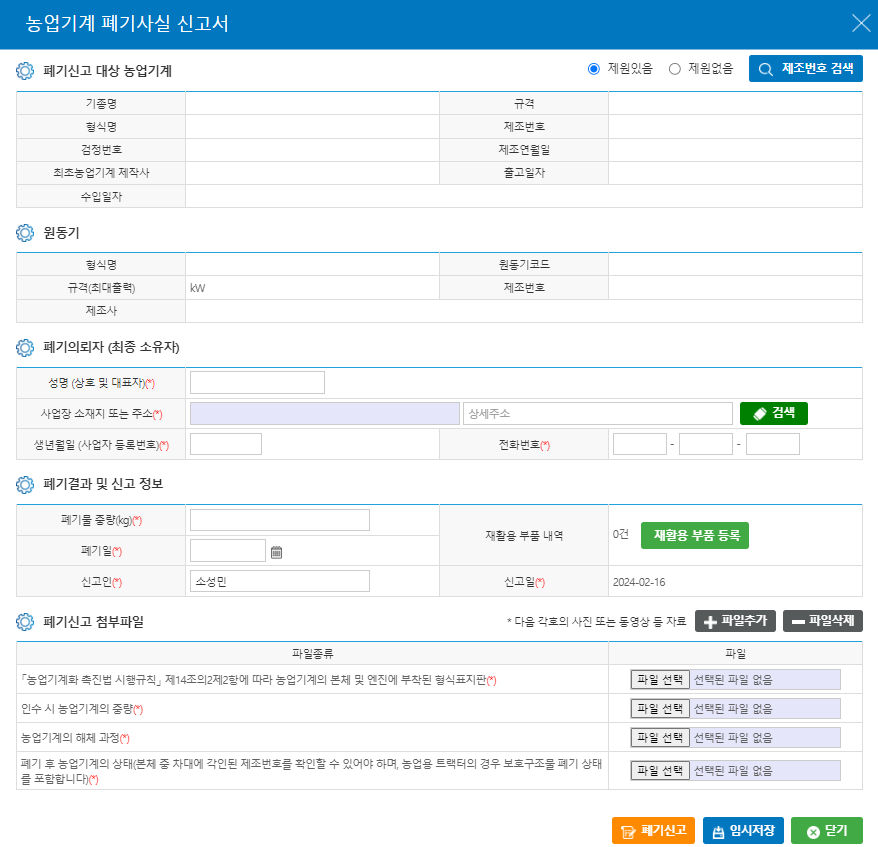 농업기계 폐기사실 신고서
폐기신고 대상 농업기계 제원있음 제원없음 제조번호 검색
기종명 규격
형식명 제조번호
검정번호 제조연월일
최초농업기계 제작사 출고일자
수입일자
원동기
형식명 원동기코드
규격(최대출력) kW 제조번호
제조사
폐기의뢰자 (최종 소유자)
성명 (상호 및 대표자)(*)
사업장 소재지 또는 주소(*) 상세주소 검색
생년월일 (사업자 등록번호)(*) 전화번호(*) - -
폐기결과 및 신고 정보
폐기물 중량(kg)(*)
재활용 부품 내역 0건 재활용 부품 등록
폐기일(*)
신고인(*) 소성민 신고일(*) 2024-02-16
폐기신고 첨부파일 * 다음 각호의 사진 또는 동영상 등 자료 파일추가 파일삭제
파일종류 파일
「농업기계화 촉진법 시행규칙」 제14조의2제2항에 따라 농업기계의 본체 및 엔진에 부착된 형식표지판(*) 파일 선택 선택된 파일 없음
인수 시 농업기계의 중량(*) 파일 선택 선택된 파일 없음
농업기계의 해체 과정(*) 파일 선택 선택된 파일 없음
폐기 후 농업기계의 상태(본체 중 차대에 각인된 제조번호를 확인할 수 있어야 하며, 농업용 트랙터의 경우 보호구조물 폐기 상태
를 포함합니다)(*) 파일 선택 선택된 파일 없음
폐기신고 임시저장 닫기